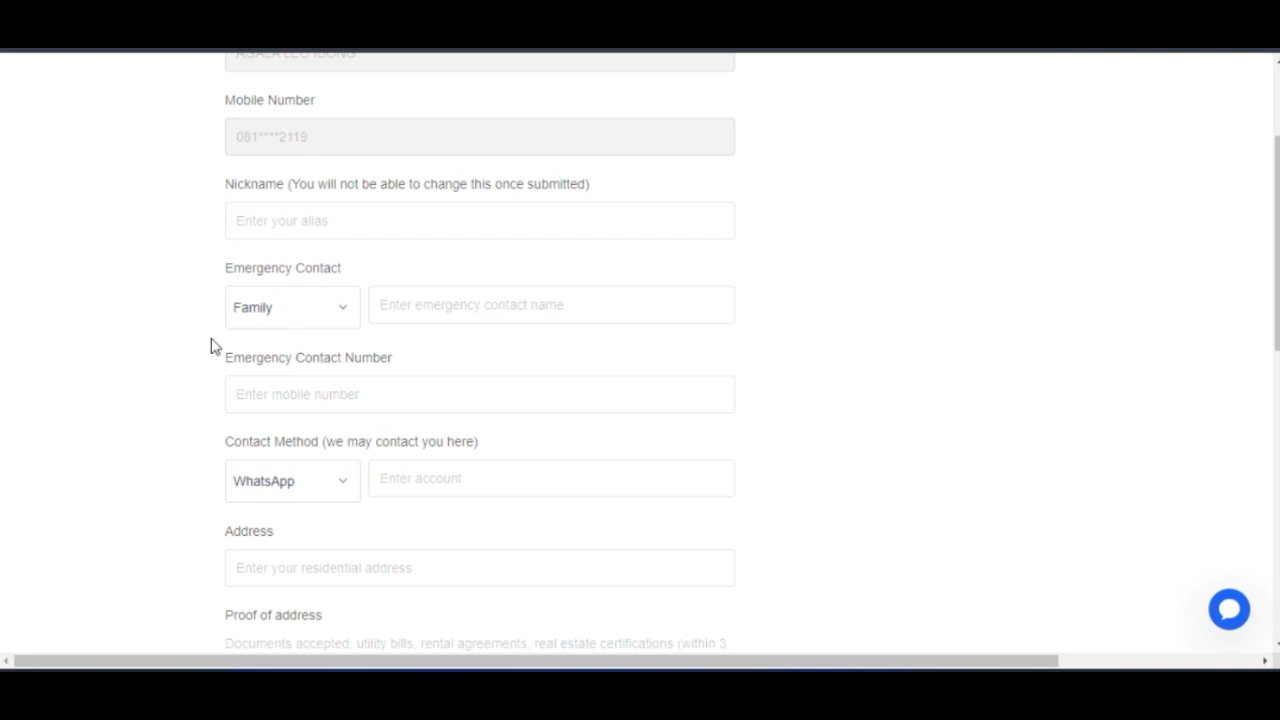 Mobile Number
081****2119
Nickname (You will not be able to change this once submitted)
Enter your alias
Emergency Contact
Family
Enter emergency contact name
Emergency Contact Number
Enter mobile number
Contact Method (we may contact you here)
WhatsApp
Enter account
Address
Enter your residential address
Proof of address
Documents accepted: utility bills, rental agreements, real estate certifications (within 3